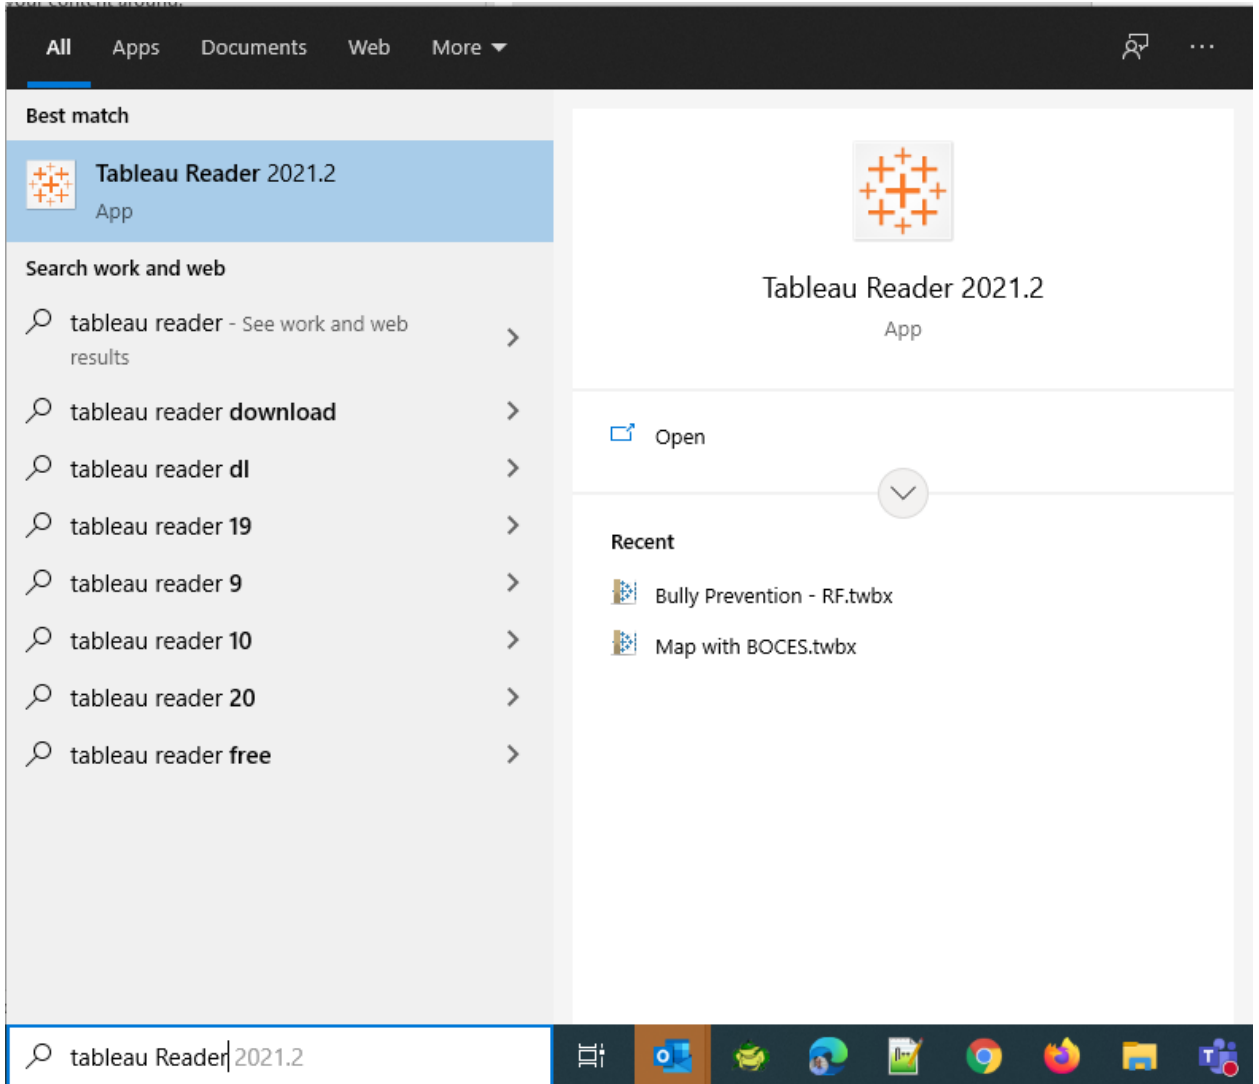 your content around.
All Apps Documents Web More
Best match
Tableau Reader 2021.2
App
Search work and web
tableau reader - See work and web
results
tableau reader download
tableau reader dl
tableau reader 19
tableau reader 9
tableau reader 10
tableau reader 20
tableau reader free
Tableau Reader 2021.2
App
Open
Recent
Bully Prevention - RF.twbx
Map with BOCES.twbx
tableau Reader 2021.2